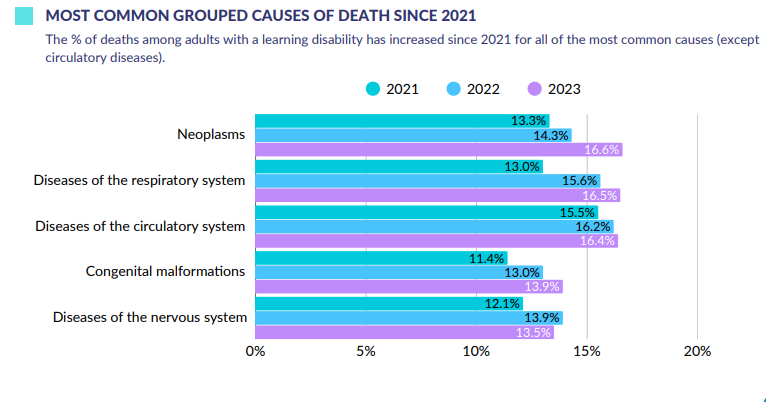 MOST COMMON GROUPED CAUSES OF DEATH SINCE 2021
The % of deaths among adults with a learning disability has increased since 2021 for all of the most common causes (except
circulatory diseases).
2021 2022 2023
Neoplasms 13.3% 14.3% 16.6%
Diseases of the respiratory system 13.0% 15.6% 16.5%
Diseases of the circulatory system 15.5% 16.2% 16.4%
Congenital malformations 11.4% 13.0% 13.9%
Diseases of the nervous system 12.1% 13.9% 13.5%
0% 5% 10% 15% 20%